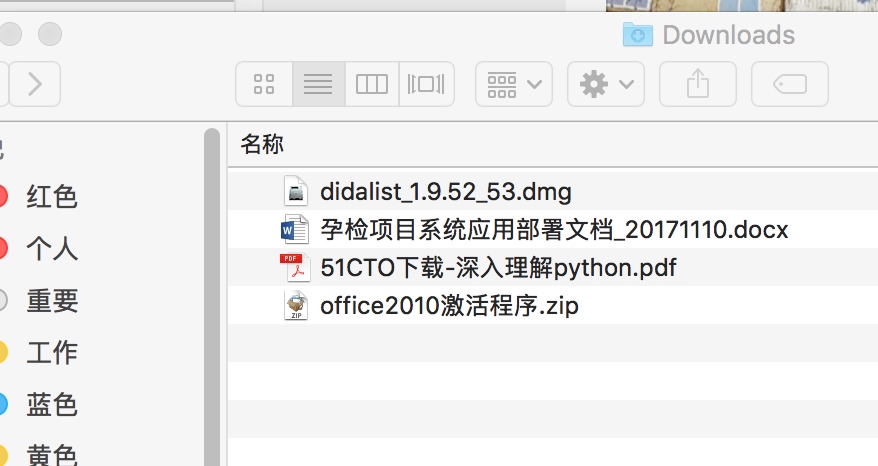 Downloads
名称
红色
个人
重要
工作
蓝色
黄色
didalist_1.9.52_53.dmg
孕检项目系统应用部署文档_20171110.docx
51CTO下载-深入理解python.pdf
office2010激活程序.zip
PDF
W
ZIP